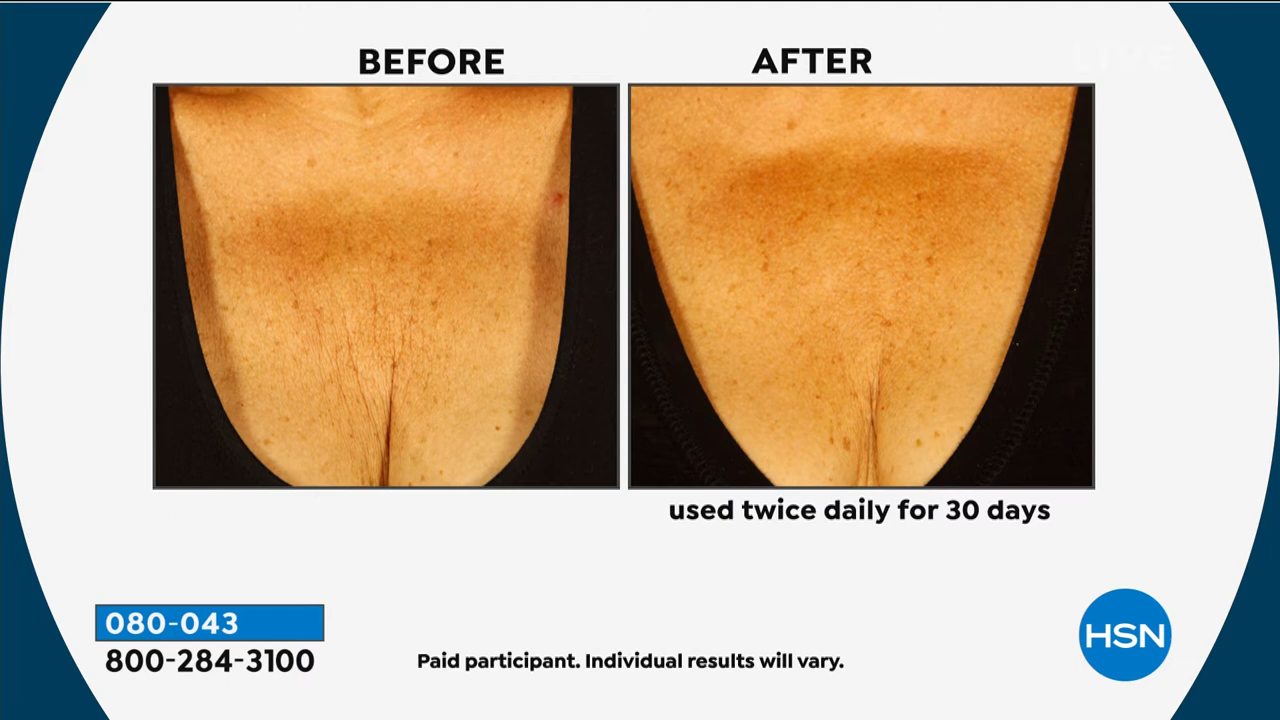 BEFORE
AFTER
LIVE
used twice daily for 30 days
080-043
800-284-3100
Paid participant. Individual results will vary.
HSN